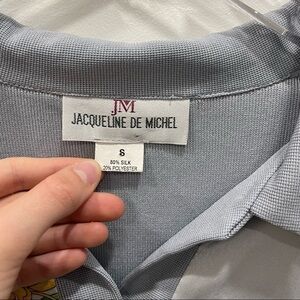 JM
JACQUELINE DE MICHEL
S
80% SILK
20% POLYESTER